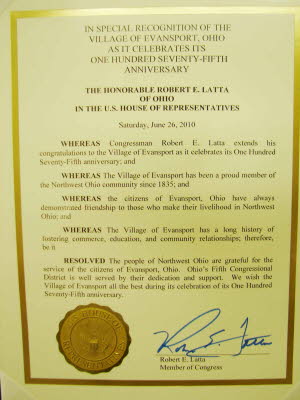 IN SPECIAL RECOGNITION OF THE
VILLAGE OF EVANSPORT, OHIO
AS IT CELEBRATES ITS
ONE HUNDRED SEVENTY-FIFTH
ANNIVERSARY
THE HONORABLE ROBERT E. LATTA
OF OHIO
IN THE U.S. HOUSE OF REPRESENTATIVES
Saturday, June 26, 2010
WHEREAS Congressman Robert E. Latta extends his
congratulations to the Village of Evansport as it celebrates its One Hundred
Seventy-Fifth anniversary; and
WHEREAS The Village of Evansport has been a proud member of
the Northwest Ohio community since 1835; and
WHEREAS the citizens of Evansport, Ohio have always
demonstrated friendship to those who make their livelihood in Northwest
Ohio; and
WHEREAS The Village of Evansport has a long history of
fostering commerce, education, and community relationships; therefore,
be it
RESOLVED The people of Northwest Ohio are grateful for the
service of the citizens of Evansport, Ohio. Ohio's Fifth Congressional
District is well served by their dedication and support. We wish the
Village of Evansport all the best during its celebration of its One Hundred
Seventy-Fifth anniversary.
Robert E. Latta
Robert E. Latta
Member of Congress